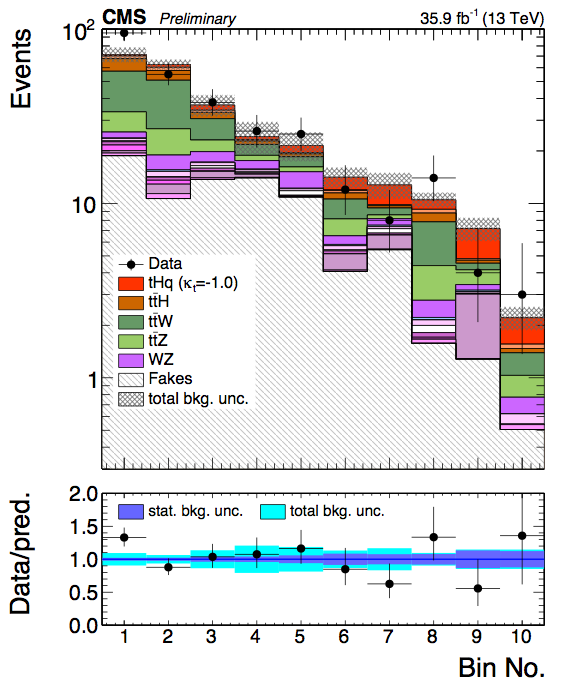 CMS Preliminary 35.9 fb⁻¹ (13 TeV)
Events
10²
10
1
Data
tHq (κₜ=-1.0)
tt̄H
tt̄W
tt̄Z
WZ
Fakes
total bkg. unc.
Data/pred.
2.0
1.5
1.0
0.5
0.0
stat. bkg. unc. total bkg. unc.
1 2 3 4 5 6 7 8 9 10
Bin No.